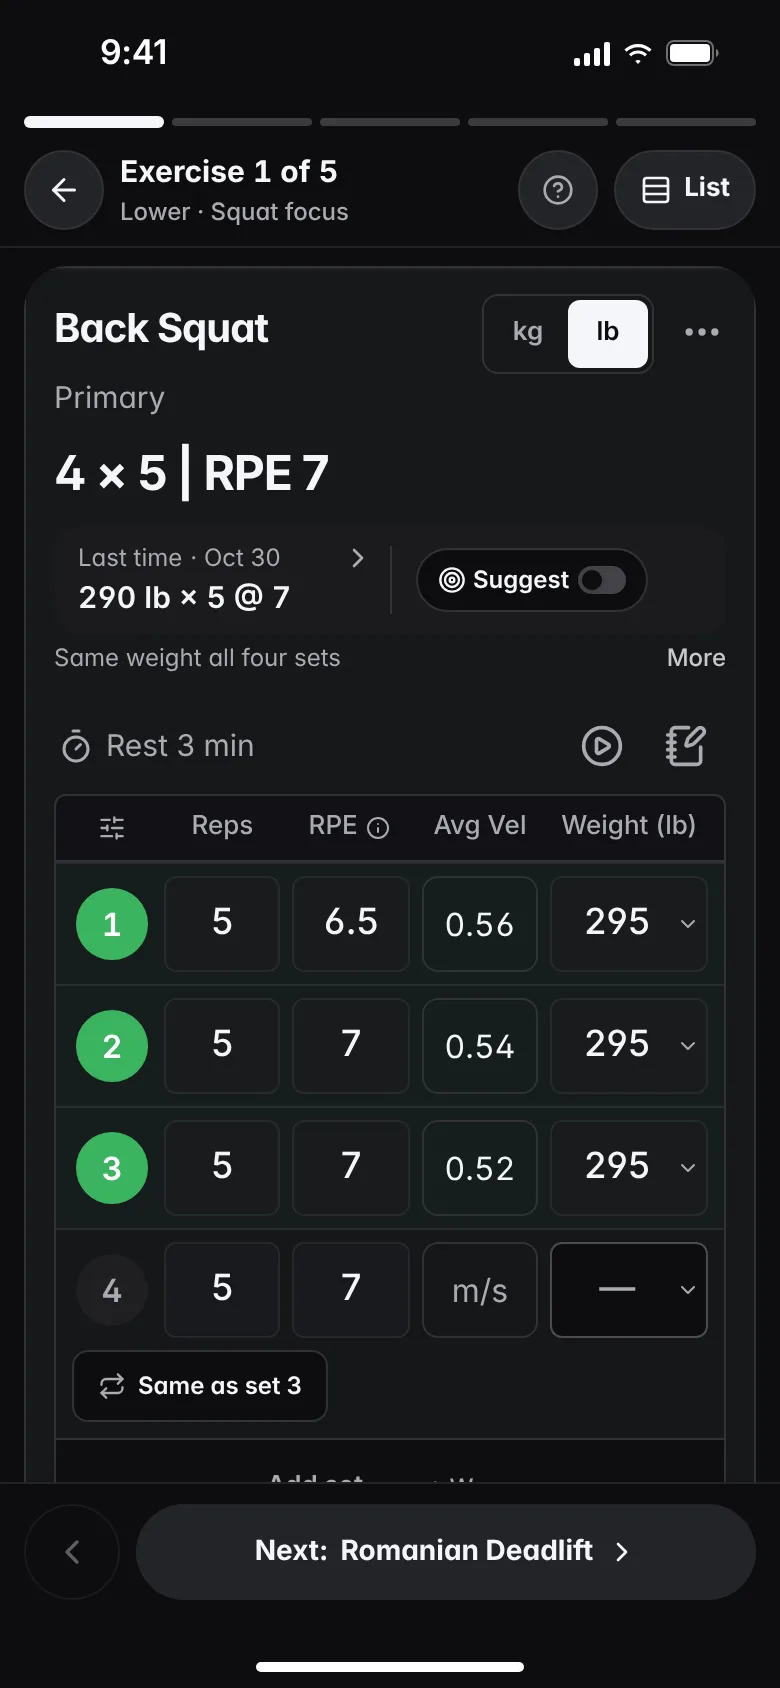 9:41
Exercise 1 of 5
Lower · Squat focus
List
Back Squat
kg
lb
Primary
4 × 5 | RPE 7
Last time · Oct 30
290 lb × 5 @ 7
Suggest
Same weight all four sets
More
Rest 3 min
Reps RPE Avg Vel Weight (lb)
1 5 6.5 0.56 295
2 5 7 0.54 295
3 5 7 0.52 295
4 5 7 m/s —
Same as set 3
Add set
Next: Romanian Deadlift